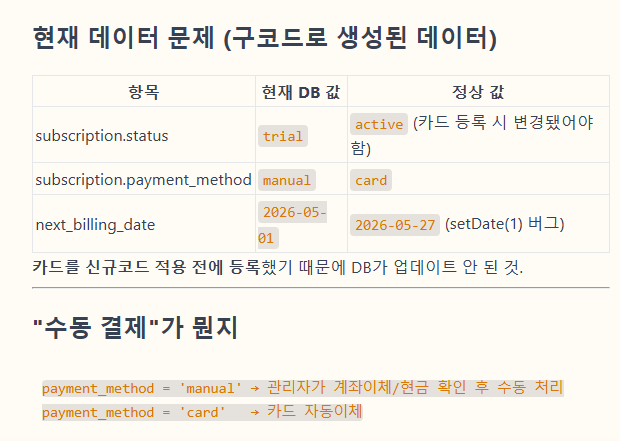 현재 데이터 문제 (구코드로 생성된 데이터)
항목 현재 DB 값 정상 값
subscription.status trial active (카드 등록 시 변경됐어야
함)
subscription.payment_method manual card
next_billing_date 2026-05-
01 2026-05-27 (setDate(1) 버그)
카드를 신규코드 적용 전에 등록했기 때문에 DB가 업데이트 안 된 것.
"수동 결제"가 뭔지
payment_method = 'manual' → 관리자가 계좌이체/현금 확인 후 수동 처리
payment_method = 'card' → 카드 자동이체